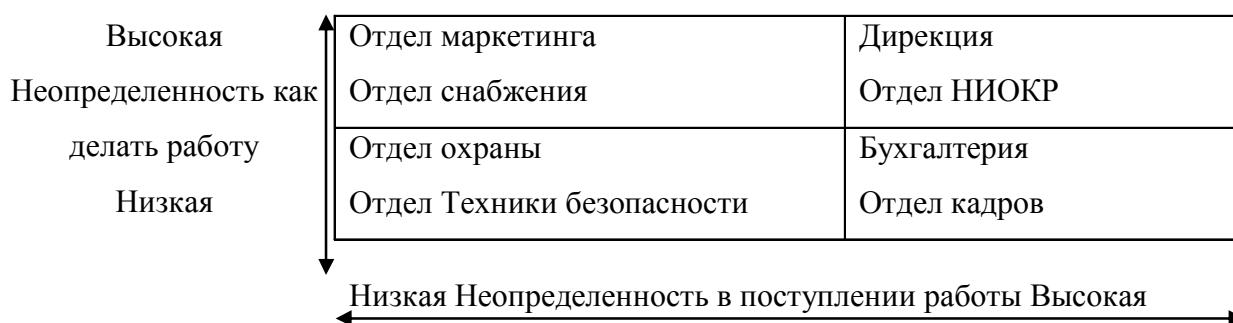 Высокая
Неопределенность как
делать работу
Низкая
Отдел маркетинга
Отдел снабжения
Дирекция
Отдел НИОКР
Отдел охраны
Отдел Техники безопасности
Бухгалтерия
Отдел кадров
Низкая Неопределенность в поступлении работы Высокая